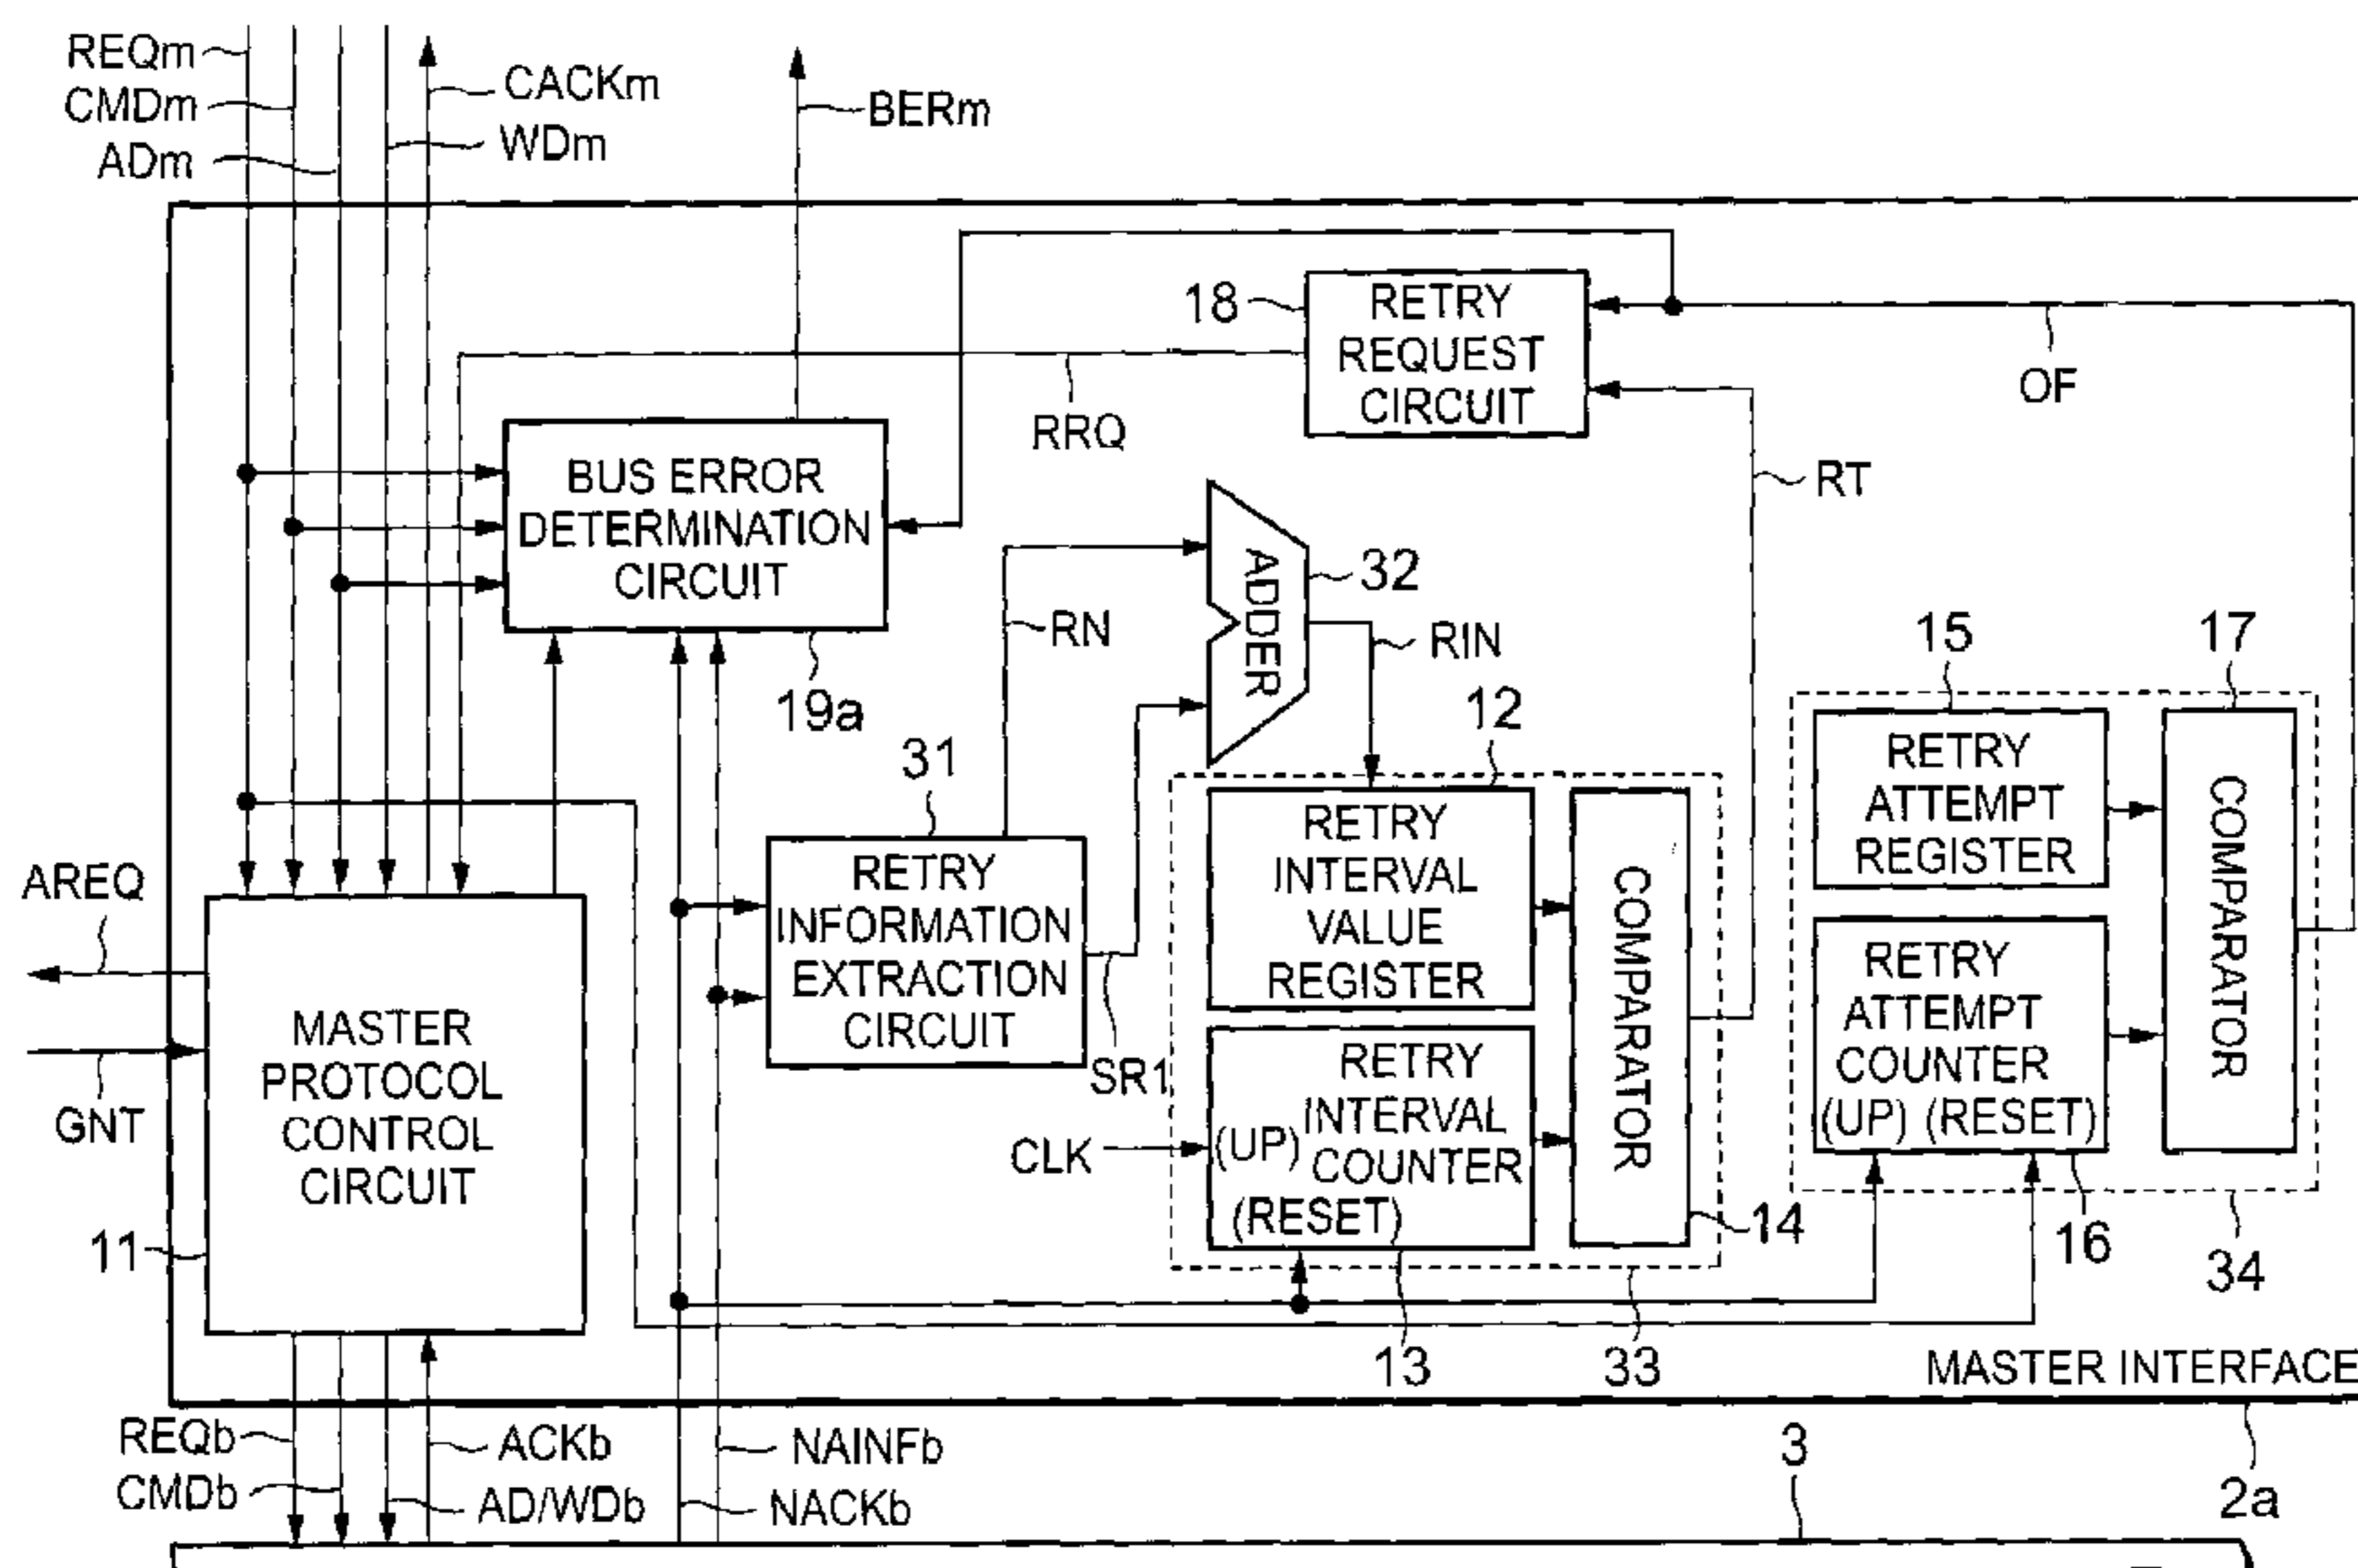 REQm
CACKm
CMDm
BERm
WDm
ADm
18
RETRY
REQUEST
CIRCUIT
OF
RRQ
BUS ERROR
DETERMINATION
CIRCUIT
RT
ADDER
32
RN
RIN
15
17
19a
12
31
RETRY
ATTEMPT
REGISTER
COMPARATOR
RETRY
INTERVAL
VALUE
REGISTER
COMPARATOR
AREQ
RETRY
INFORMATION
EXTRACTION
CIRCUIT
RETRY
ATTEMPT
COUNTER
(UP) (RESET)
MASTER
PROTOCOL
CONTROL
CIRCUIT
SR1
RETRY
INTERVAL
COUNTER
(UP)
(RESET)
GNT
CLK
11
14
16
34
13
33
MASTER INTERFACE
REQb
ACKb
NAINFb
3
CMDb
AD/WDb
NACKb
2a